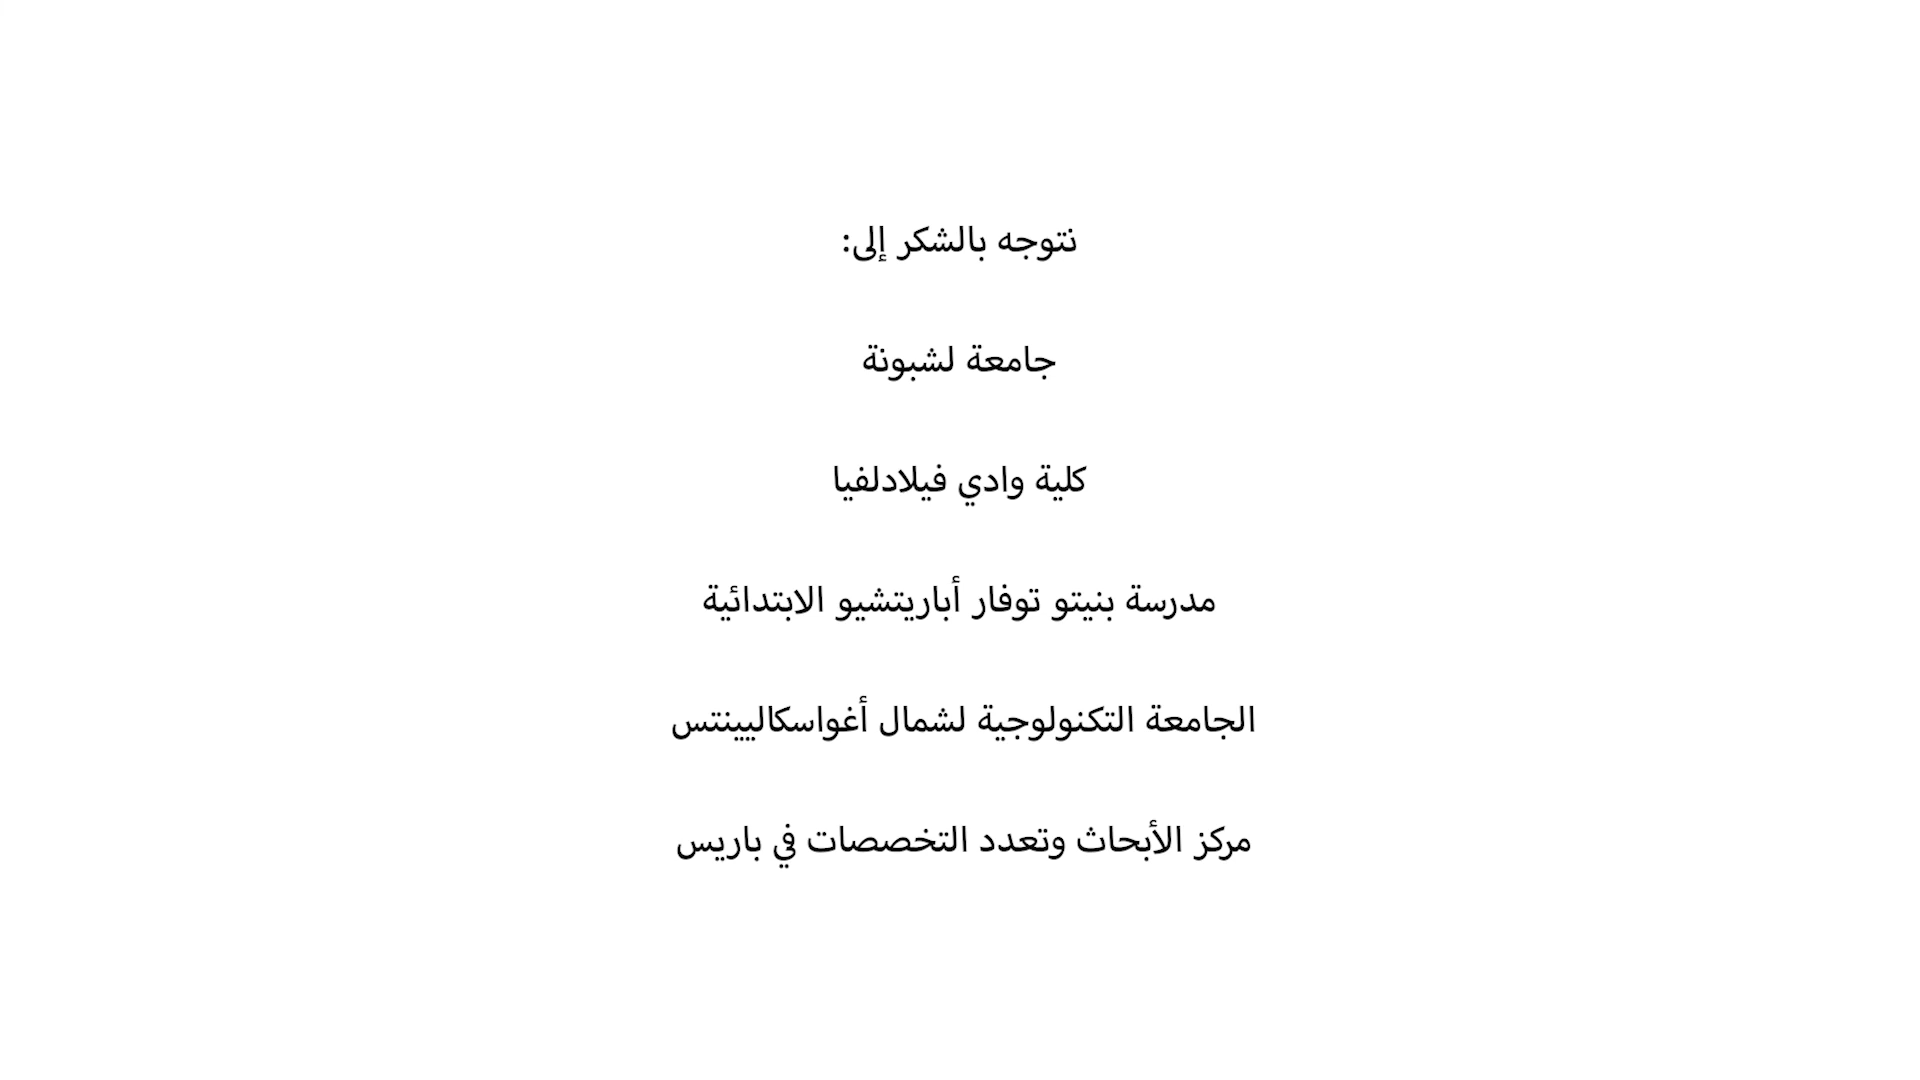 نتوجه بالشكر إلى:
جامعة لشبونة
كلية وادي فيلادلفيا
مدرسة بنيتو توفار أباريتشيو الابتدائية
الجامعة التكنولوجية لشمال أغواسكاليينتس
مركز الأبحاث وتعدد التخصصات في باريس